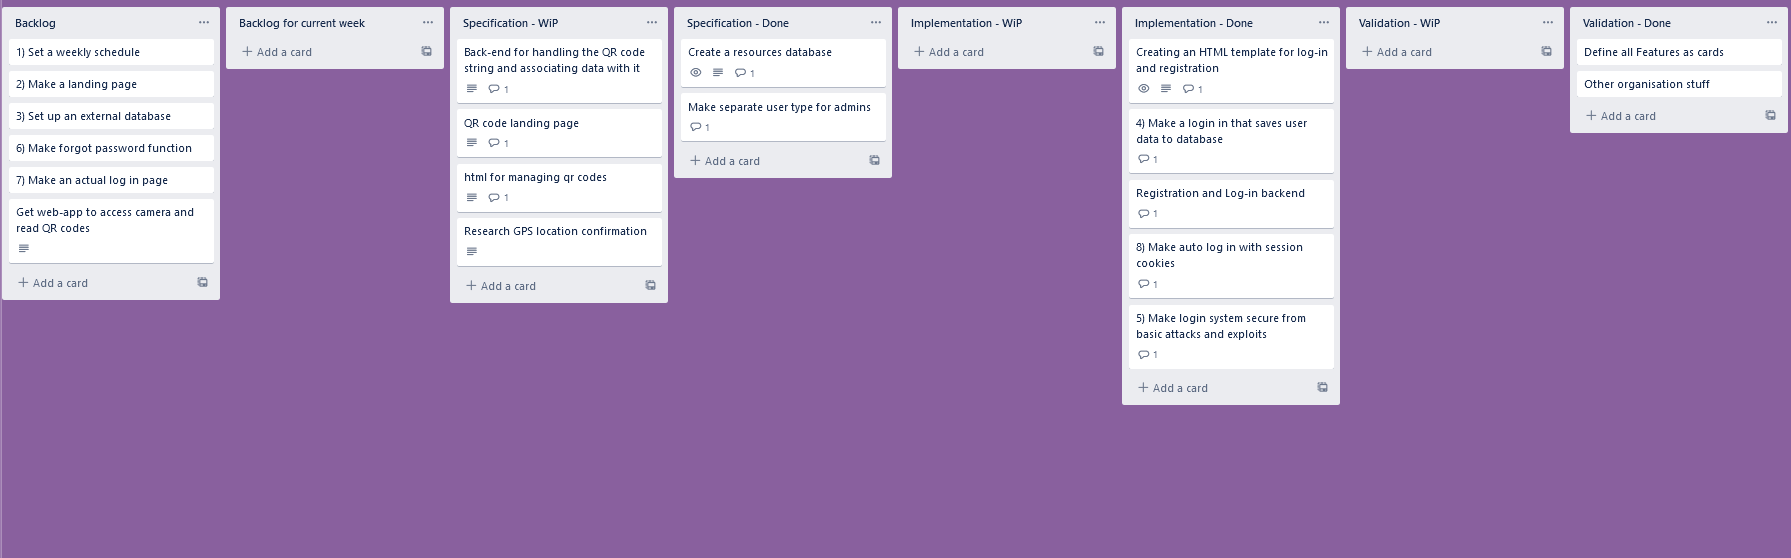 Backlog
1) Set a weekly schedule
2) Make a landing page
3) Set up an external database
6) Make forgot password function
7) Make an actual log in page
Get web-app to access camera and
read QR codes
Add a card
Backlog for current week
Add a card
Specification - WiP
Back-end for handling the QR code
string and associating data with it
1
QR code landing page
1
html for managing qr codes
1
Research GPS location confirmation
Add a card
Specification - Done
Create a resources database
1
Make separate user type for admins
1
Add a card
Implementation - WiP
Add a card
Implementation - Done
Creating an HTML template for log-in
and registration
1
4) Make a login in that saves user
data to database
1
Registration and Log-in backend
1
8) Make auto log in with session
cookies
1
5) Make login system secure from
basic attacks and exploits
1
Add a card
Validation - WiP
Add a card
Validation - Done
Define all Features as cards
Other organisation stuff
Add a card